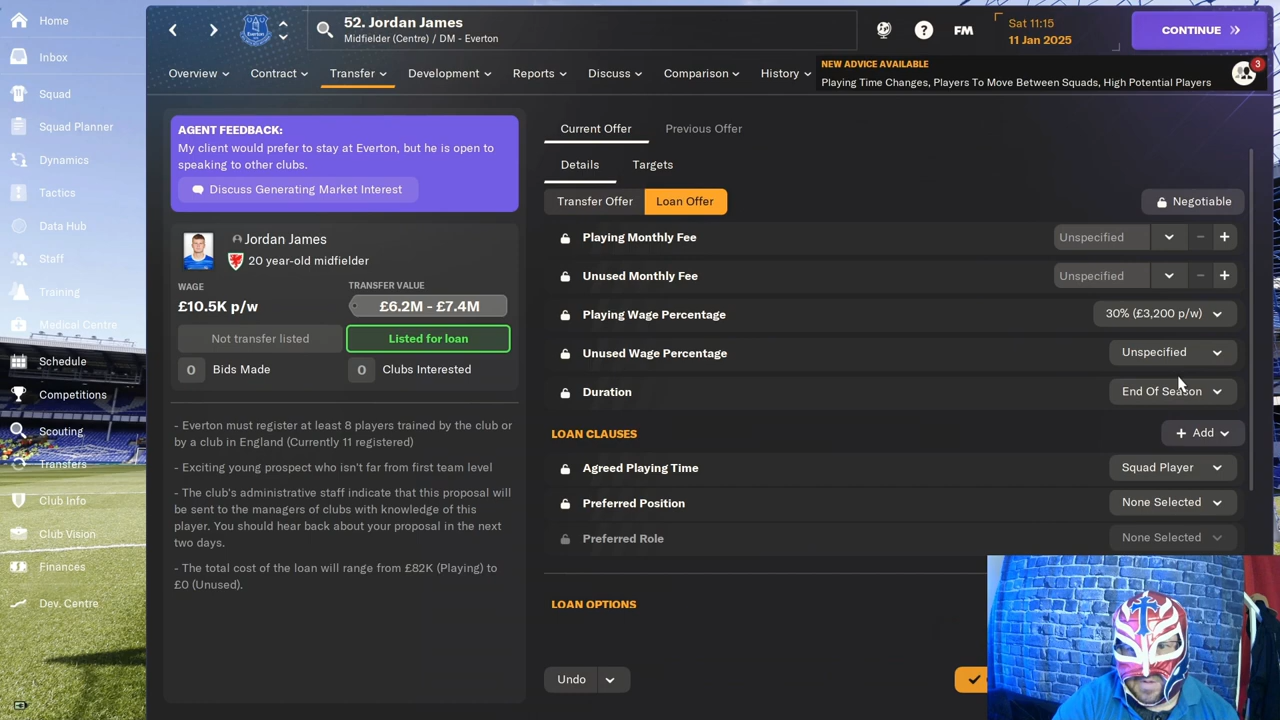 Home
Inbox
Squad
Squad Planner
Dynamics
Tactics
Data Hub
Staff
Training
Medical Centre
Schedule
Competitions
Scouting
Transfers
Club Info
Club Vision
Finances
Dev. Centre
Everton
52. Jordan James
Midfielder (Centre) / DM - Everton
?
FM
Sat 11:15
11 Jan 2025
CONTINUE
Overview
Contract
Transfer
Development
Reports
Discuss
Comparison
History
NEW ADVICE AVAILABLE
Playing Time Changes, Players To Move Between Squads, High Potential Players
3
AGENT FEEDBACK:
My client would prefer to stay at Everton, but he is open to
speaking to other clubs.
Discuss Generating Market Interest
Jordan James
20 year-old midfielder
WAGE
TRANSFER VALUE
£10.5K p/w
£6.2M - £7.4M
Not transfer listed
Listed for loan
0 Bids Made
0 Clubs Interested
- Everton must register at least 8 players trained by the club or
by a club in England (Currently 11 registered)
- Exciting young prospect who isn't far from first team level
- The club's administrative staff indicate that this proposal will
be sent to the managers of clubs with knowledge of this
player. You should hear back about your proposal in the next
two days.
- The total cost of the loan will range from £82K (Playing) to
£0 (Unused).
Current Offer
Previous Offer
Details
Targets
Transfer Offer
Loan Offer
Negotiable
Playing Monthly Fee
Unspecified
Unused Monthly Fee
Unspecified
Playing Wage Percentage
30% (£3,200 p/w)
Unused Wage Percentage
Unspecified
Duration
End Of Season
LOAN CLAUSES
+ Add
Agreed Playing Time
Squad Player
Preferred Position
None Selected
Preferred Role
None Selected
LOAN OPTIONS
Undo